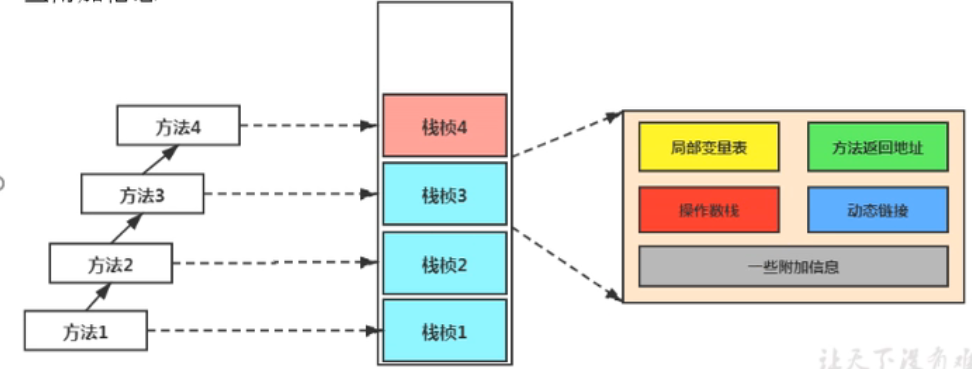 方法4
方法3
方法2
方法1
栈桢4
栈桢3
栈桢2
栈桢1
局部变量表
方法返回地址
操作数栈
动态链接
一些附加信息
让天下没有难